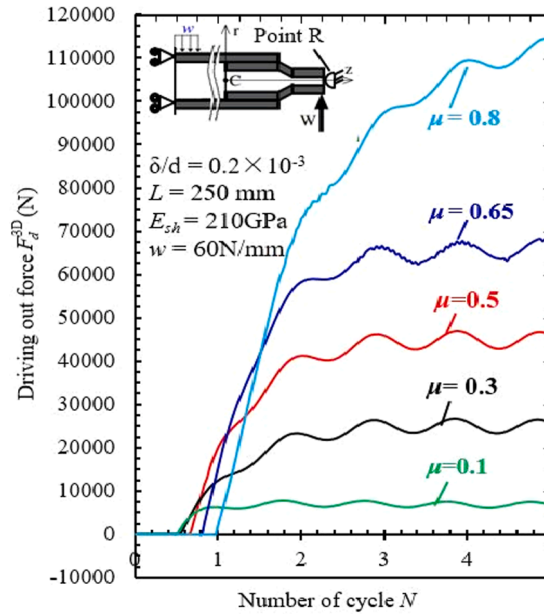 120000
110000
100000
90000
80000
70000
60000
50000
40000
30000
20000
10000
0
-10000
Driving out force F_d^3D (N)
w
r
Point R
C
z
w
δ/d = 0.2×10⁻³
L = 250 mm
E_sh = 210GPa
w = 60N/mm
μ = 0.8
μ = 0.65
μ=0.5
μ= 0.3
μ=0.1
0 1 2 3 4
Number of cycle N